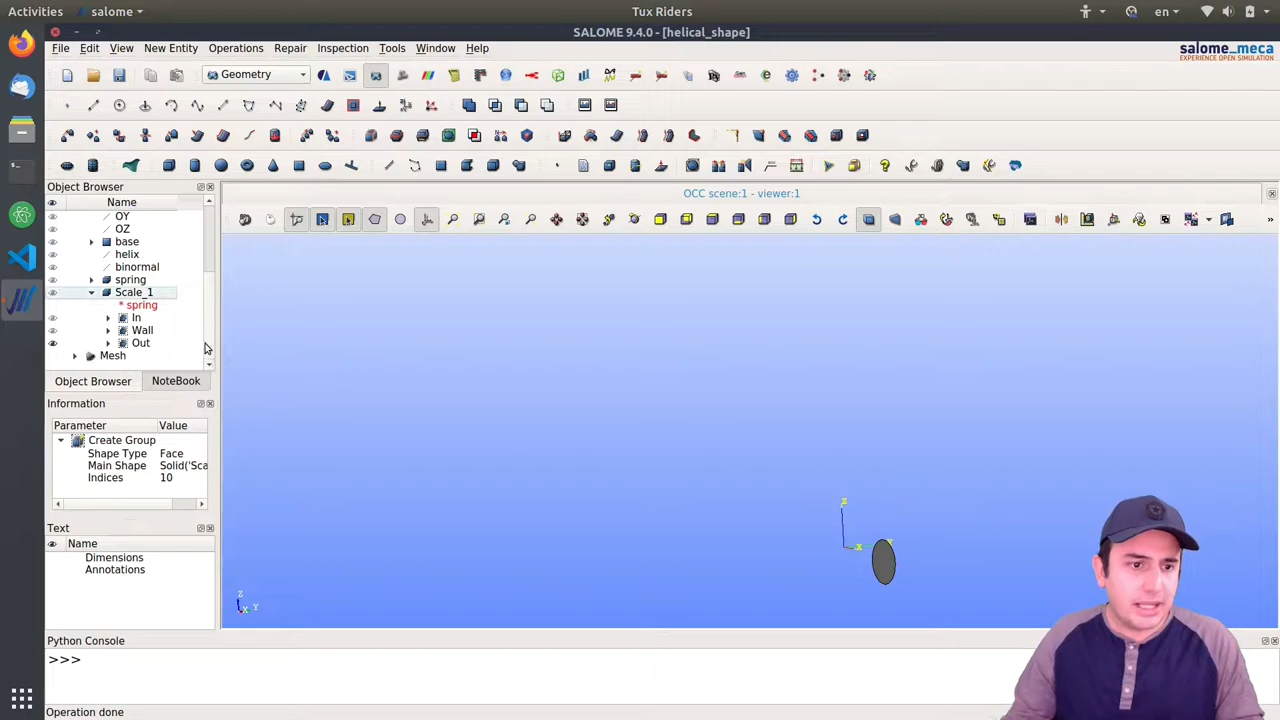 Activities
salome
Tux Riders
en
SALOME 9.4.0 - [helical_shape]
File Edit View New Entity Operations Repair Inspection Tools Window Help
salome_meca
EXPERIENCE OPEN SIMULATION
Geometry
Object Browser
OCC scene:1 - viewer:1
Name
OY
OZ
base
helix
binormal
spring
Scale_1
* spring
In
Wall
Out
Mesh
Object Browser NoteBook
Information
Parameter Value
Create Group
Shape Type Face
Main Shape Solid('Sca
Indices 10
Text
Name
Dimensions
Annotations
Z
X
Z
X Y
Python Console
>>>
Operation done